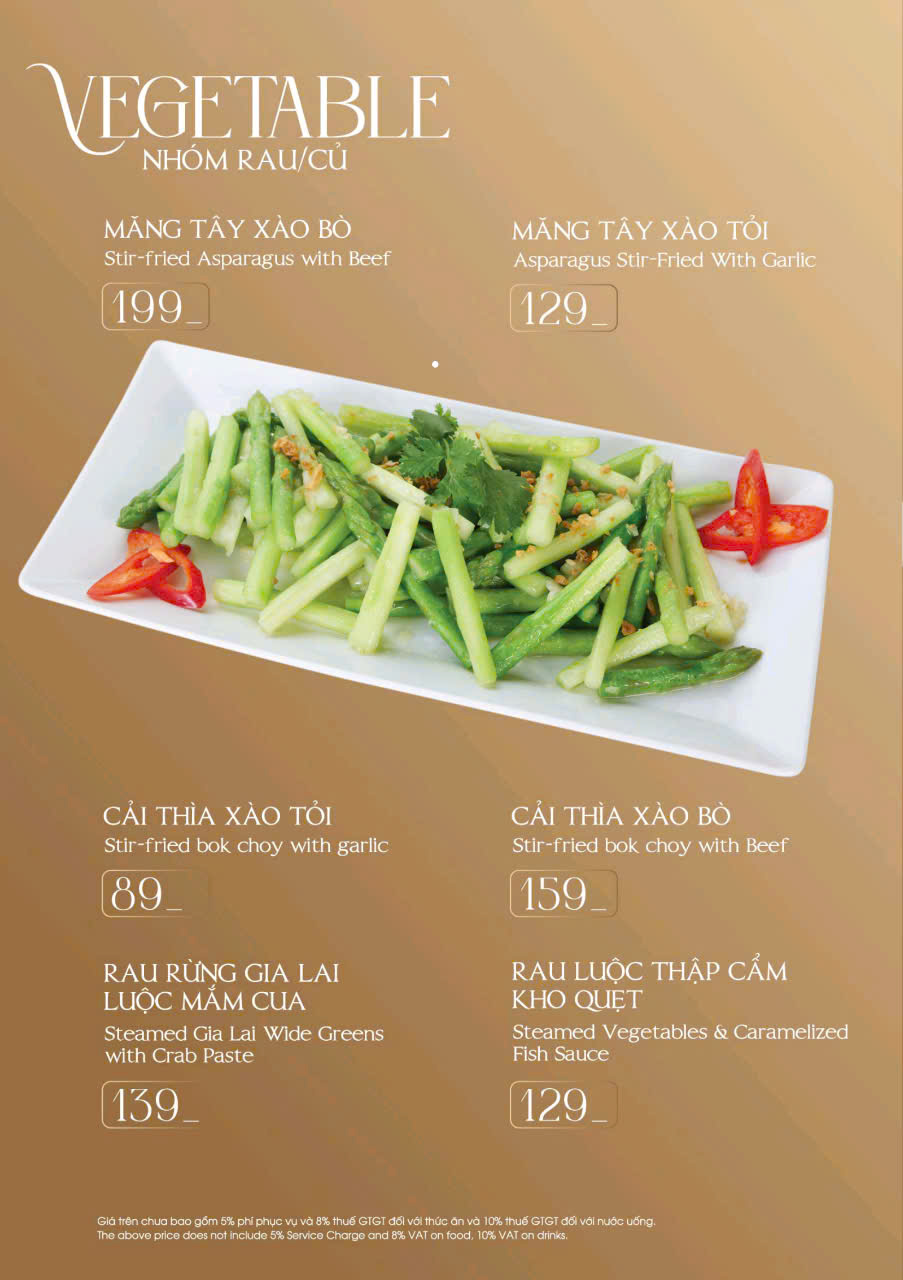 VEGETABLE
NHÓM RAU/CỦ
MĂNG TÂY XÀO BÒ
Stir-fried Asparagus with Beef
199_
MĂNG TÂY XÀO TỎI
Asparagus Stir-Fried With Garlic
129_
CẢI THÌA XÀO TỎI
Stir-fried bok choy with garlic
89_
CẢI THÌA XÀO BÒ
Stir-fried bok choy with Beef
159_
RAU RỪNG GIA LAI
LUỘC MẮM CUA
Steamed Gia Lai Wide Greens
with Crab Paste
139_
RAU LUỘC THẬP CẨM
KHO QUẸT
Steamed Vegetables & Caramelized
Fish Sauce
129_
Giá trên chưa bao gồm 5% phí phục vụ và 8% thuế GTGT đối với thức ăn và 10% thuế GTGT đối với nước uống.
The above price does not include 5% Service Charge and 8% VAT on food, 10% VAT on drinks.